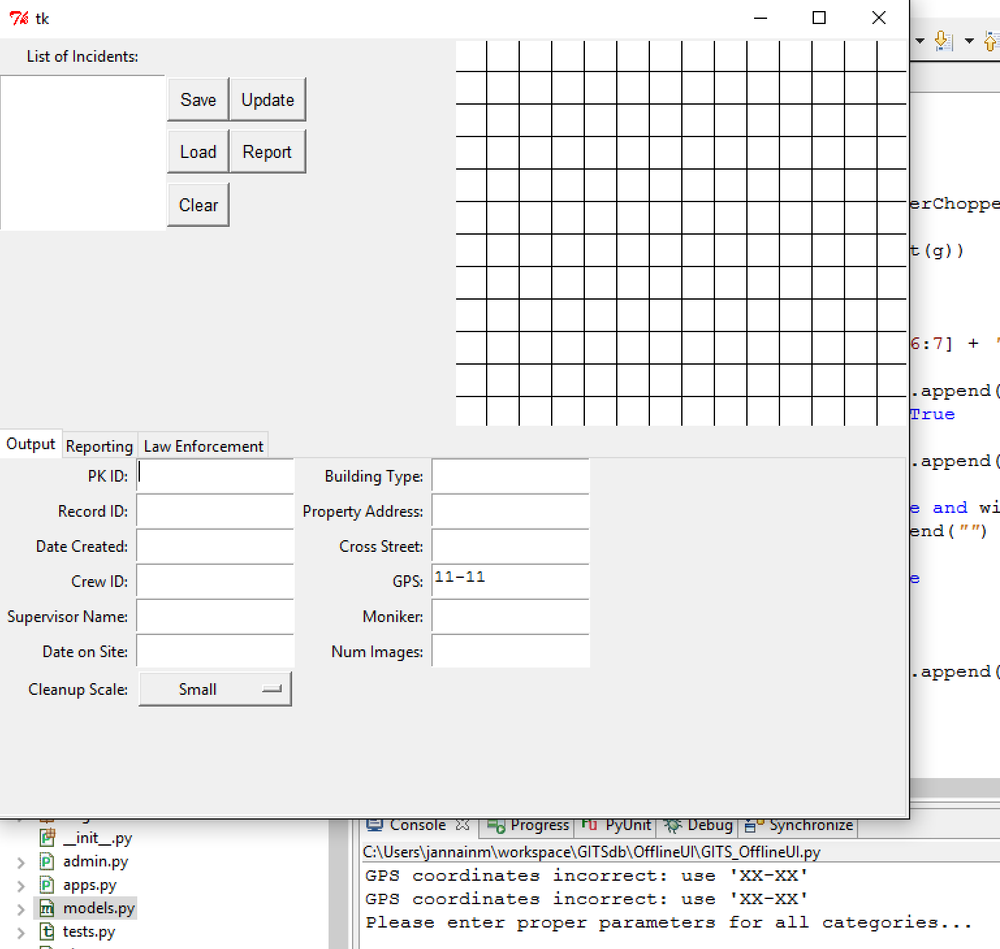 tk
List of Incidents:
Save Update
Load Report
Clear
erChoppe
t(g))
6:7] + "
.append(
True
.append(
e and wi
end("")
e
.append(
Output Reporting Law Enforcement
PK ID: Building Type:
Record ID: Property Address:
Date Created: Cross Street:
Crew ID: GPS: 11-11
Supervisor Name: Moniker:
Date on Site: Num Images:
Cleanup Scale: Small
__init__.py
admin.py
apps.py
models.py
tests.py
Console Progress PyUnit Debug Synchronize
C:\Users\jannainm\workspace\GITSdb\OfflineUI\GITS_OfflineUI.py
GPS coordinates incorrect: use 'XX-XX'
GPS coordinates incorrect: use 'XX-XX'
Please enter proper parameters for all categories...